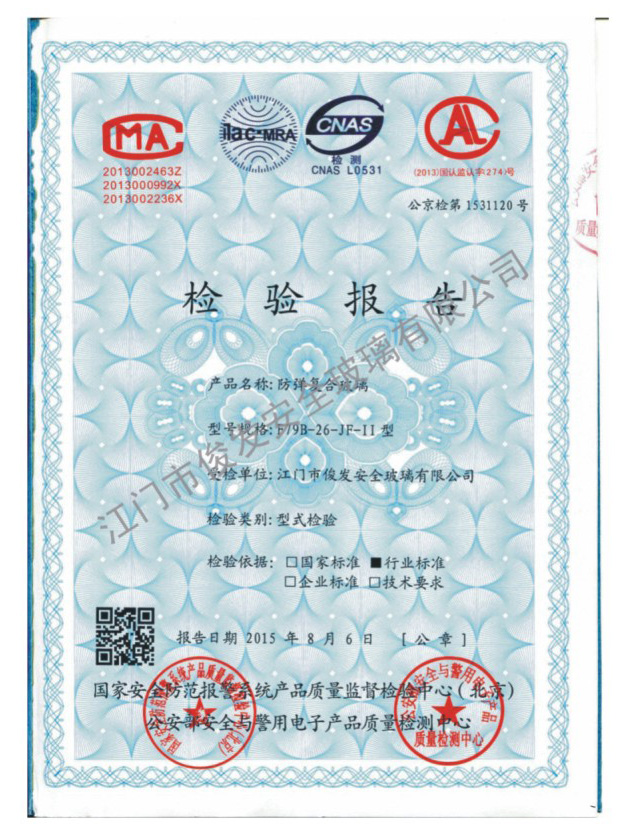 MA
ilac-MRA
CNAS
检 测
CNAS L0531
AL
2013002463Z
2013000992X
2013002236X
(2013)国认监认字274)号
公京检第 1531120 号
检 验 报 告
产品名称: 防弹复合玻璃
型号规格: F79B-26-JF-II 型
受检单位: 江门市俊发安全玻璃有限公司
检验类别: 型式检验
检验依据: □国家标准 ■行业标准
□企业标准 □技术要求
报告日期 2015 年 8 月 6 日 [ 公 章 ]
国家安全防范报警系统产品质量监督检验中心(北京)
公安部安全与警用电子产品质量检测中心
江门市俊发安全玻璃有限公司
质量检测中心
质量